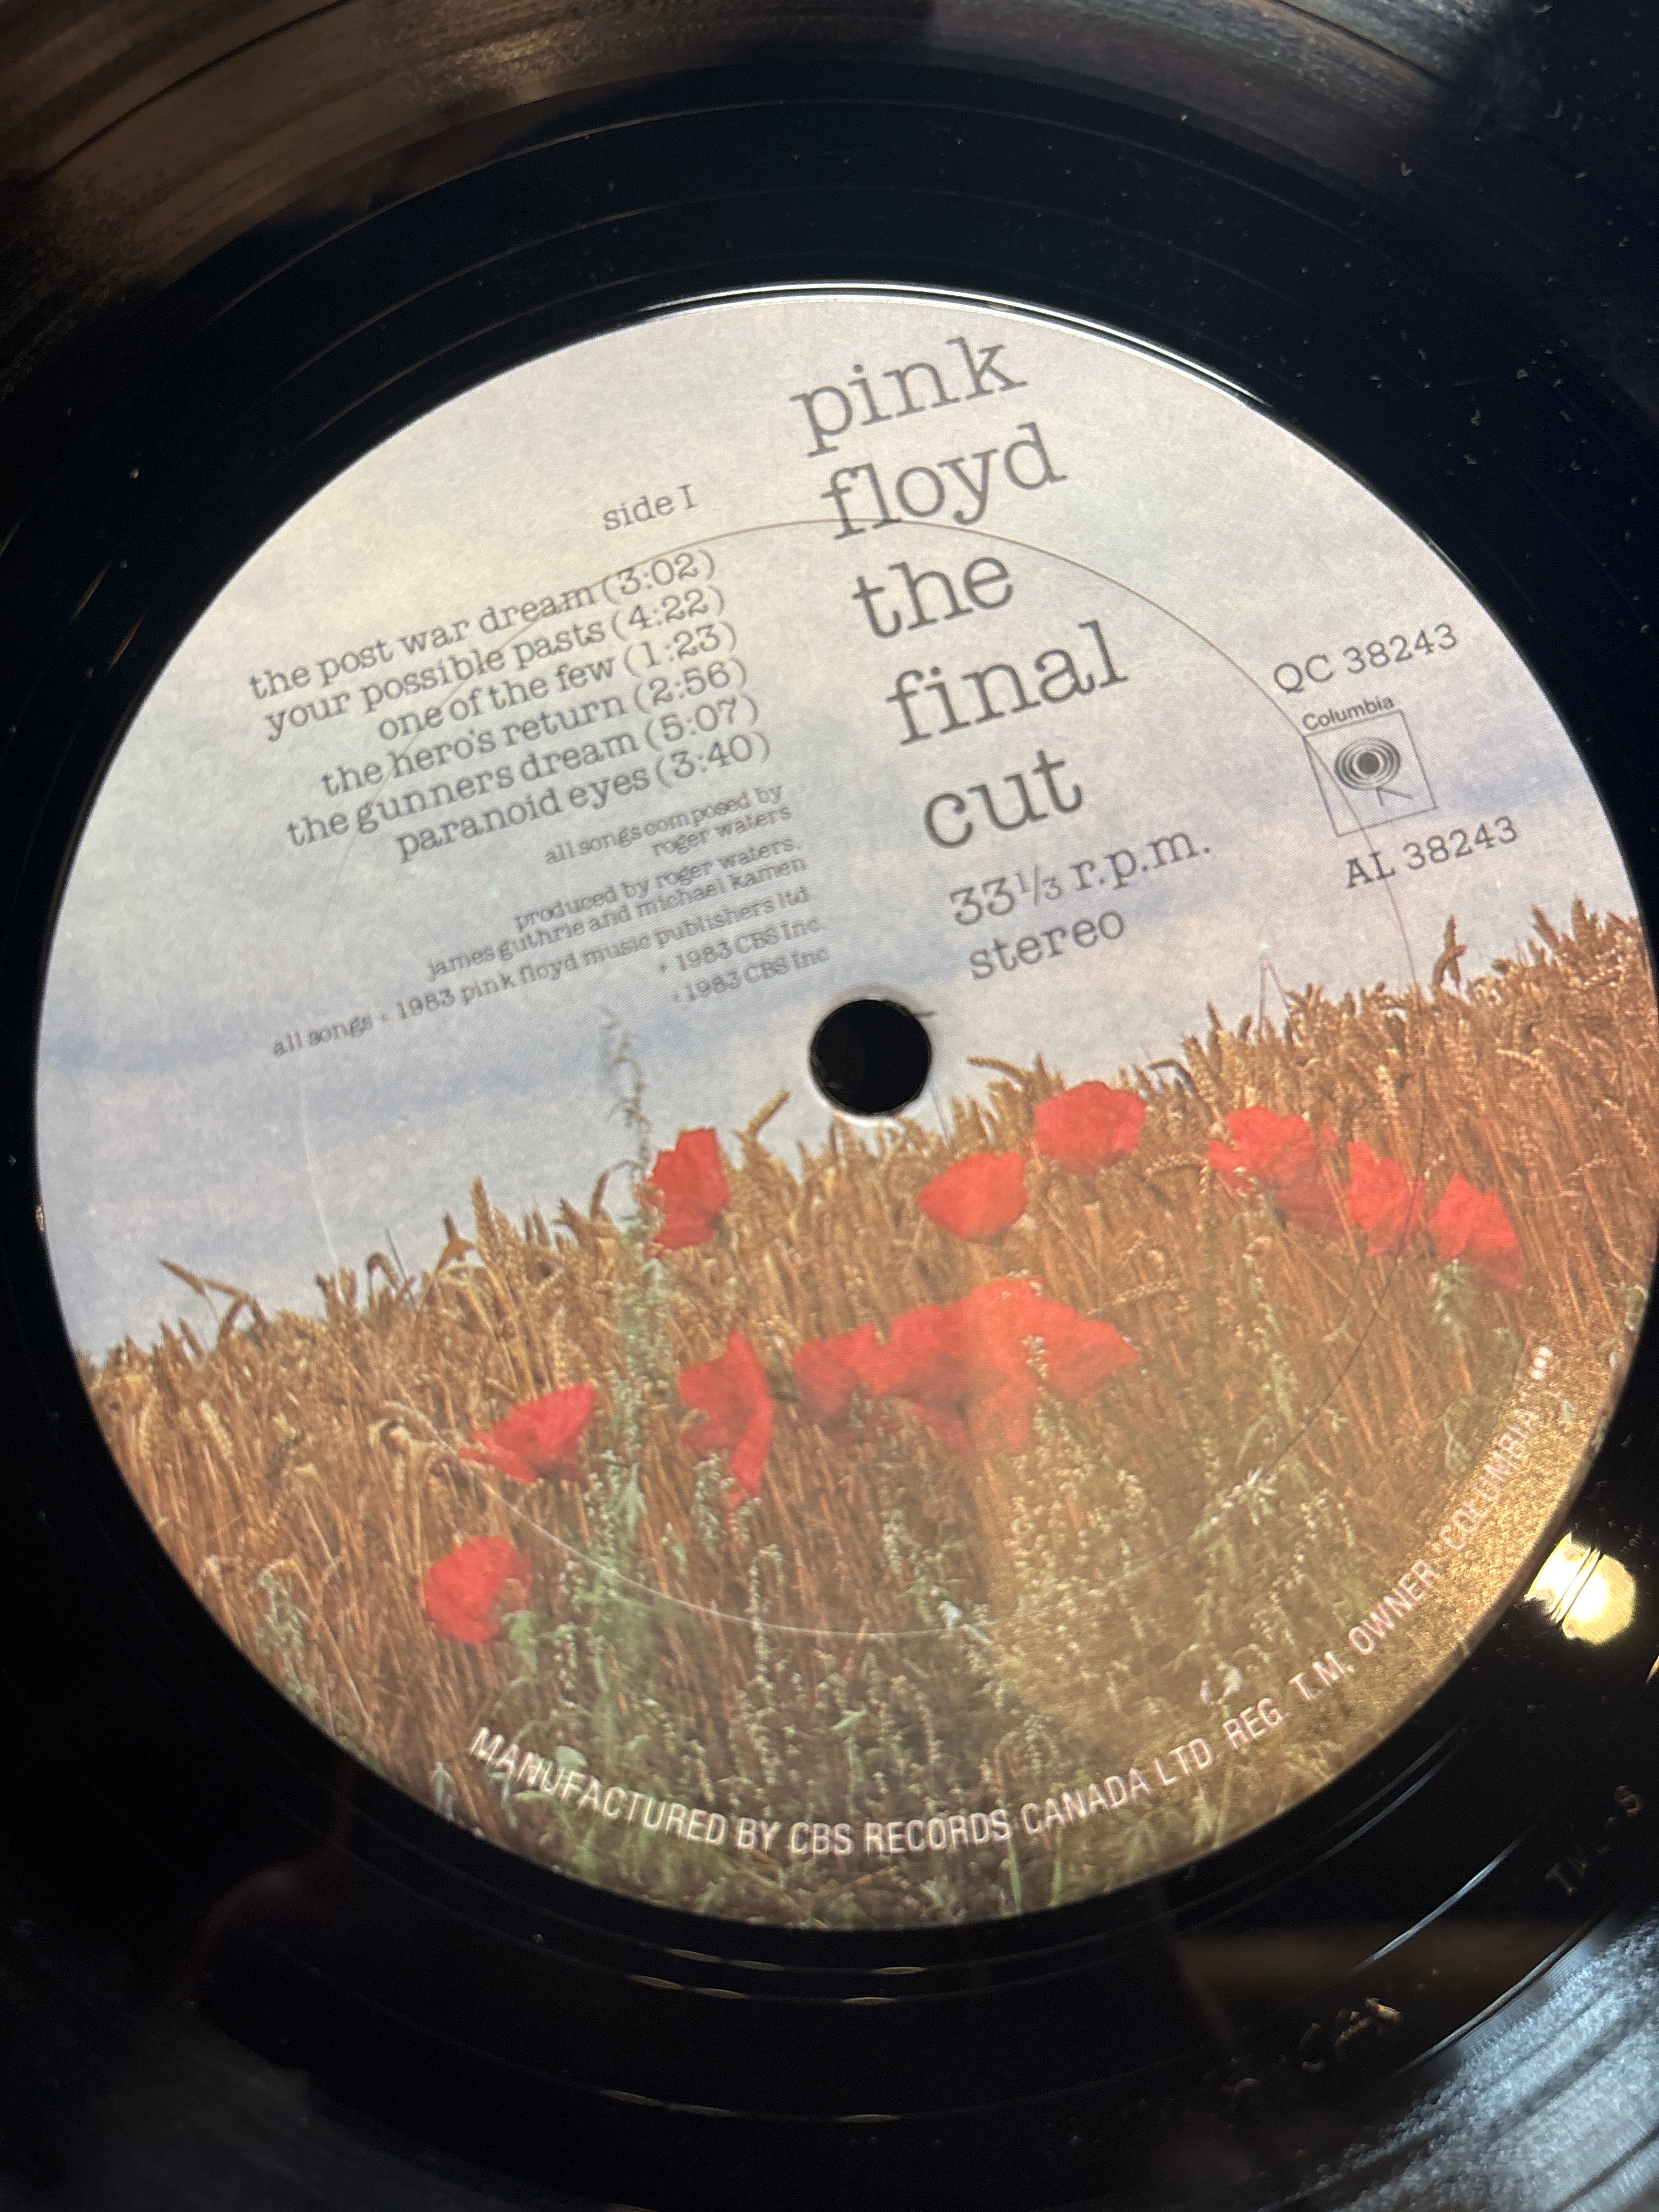 pink
floyd
the
final
cut
33⅓ r.p.m.
stereo
side I
the post war dream (3:02)
your possible pasts (4:22)
one of the few (1:23)
the hero's return (2:56)
the gunners dream (5:07)
paranoid eyes (3:40)
all songs composed by
roger waters
produced by roger waters,
james guthrie and michael kamen
all songs • 1983 pink floyd music publishers ltd
• 1983 CBS Inc.
• 1983 CBS Inc
QC 38243
Columbia
AL 38243
MANUFACTURED BY CBS RECORDS CANADA LTD REG. T.M. OWNER-COLUMBIA